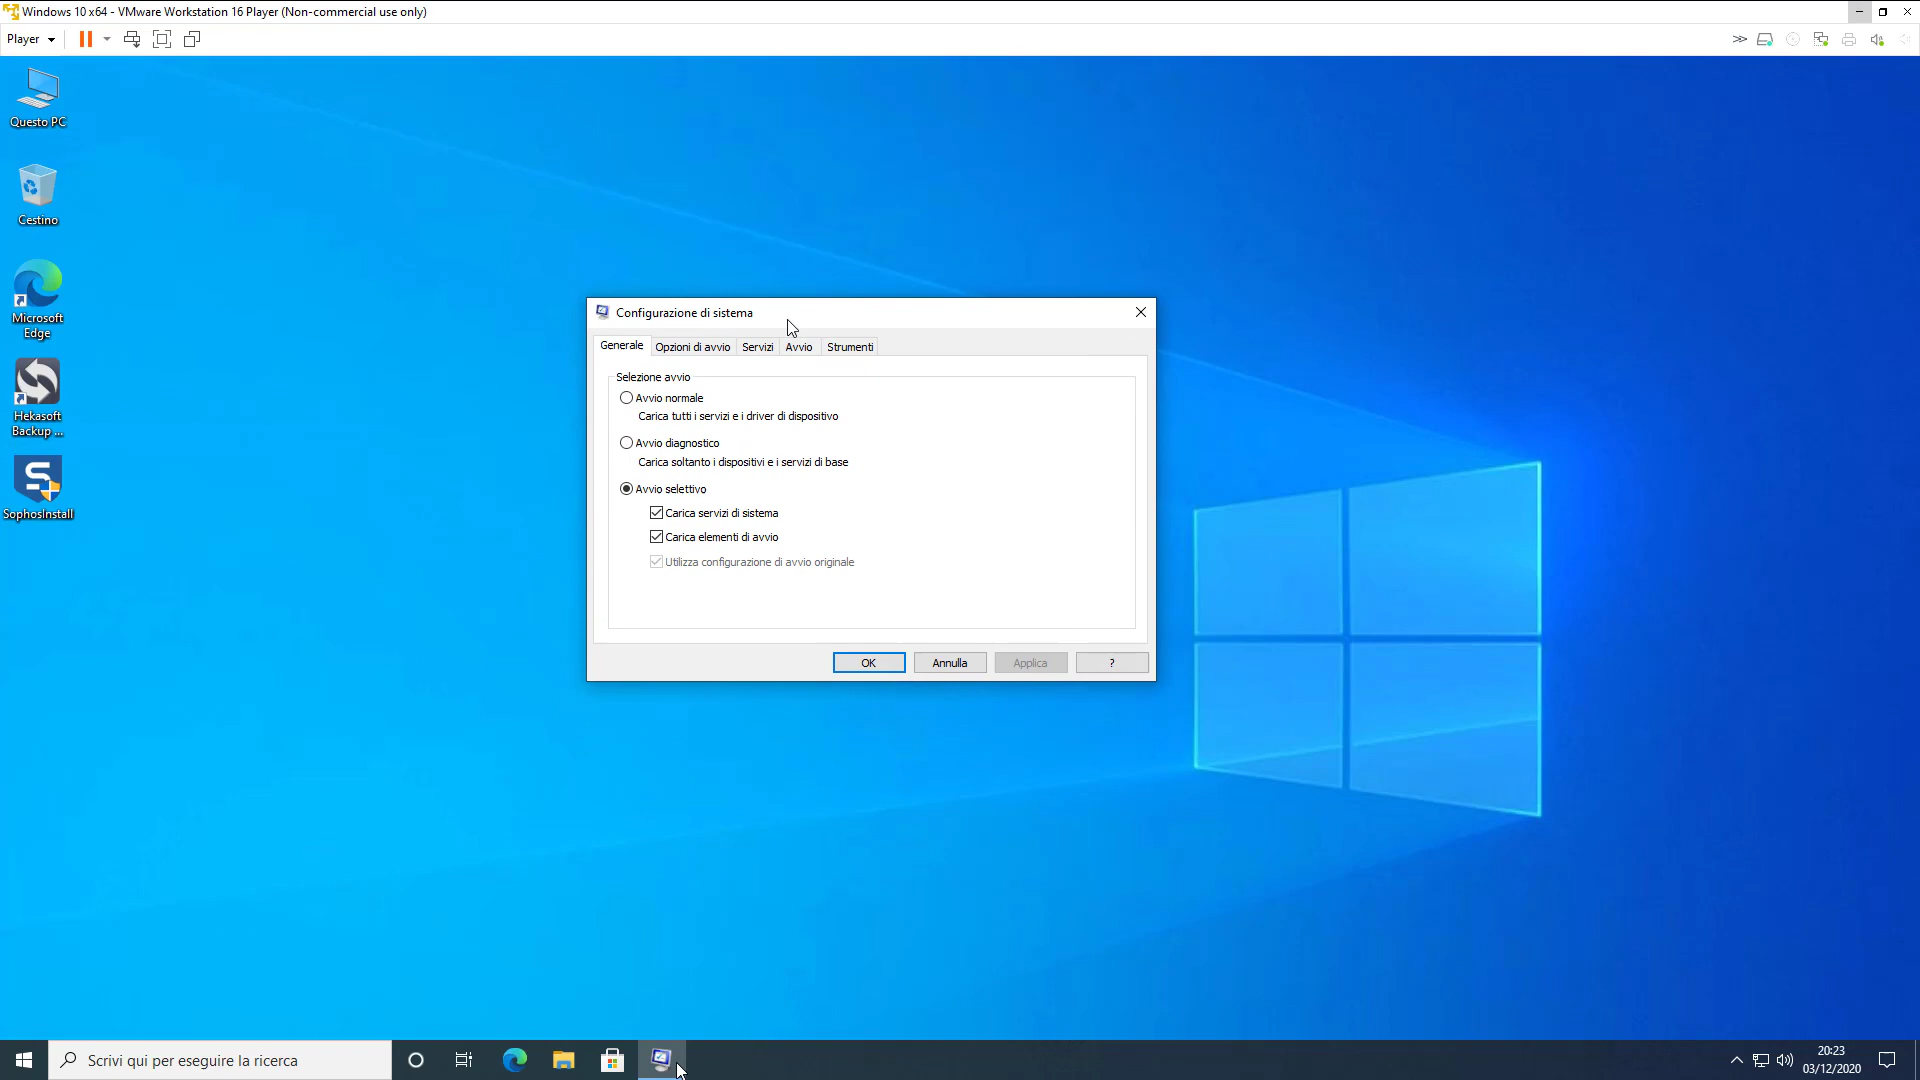 Windows 10 x64 - VMware Workstation 16 Player (Non-commercial use only)
Player
Questo PC
Cestino
Microsoft
Edge
Hekasoft
Backup ...
SophosInstall
Configurazione di sistema
Generale
Opzioni di avvio
Servizi
Avvio
Strumenti
Selezione avvio
Avvio normale
Carica tutti i servizi e i driver di dispositivo
Avvio diagnostico
Carica soltanto i dispositivi e i servizi di base
Avvio selettivo
Carica servizi di sistema
Carica elementi di avvio
Utilizza configurazione di avvio originale
OK
Annulla
Applica
?
Scrivi qui per eseguire la ricerca
20:23
03/12/2020